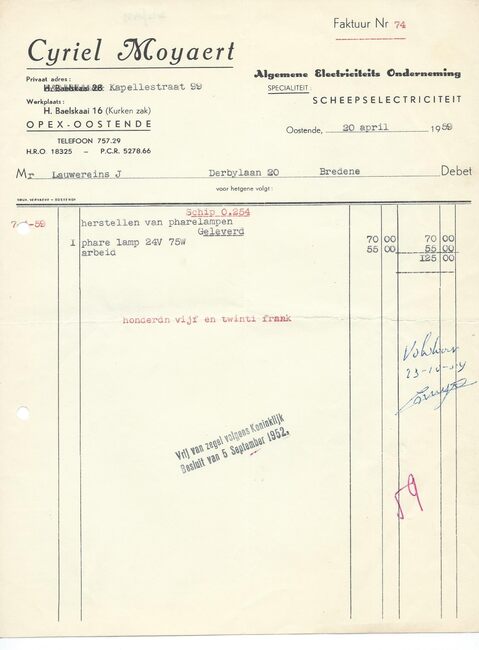 Faktuur Nr 74
Cyriel Moyaert
Privaat adres :
H. Baelskaai 28 Kapellestraat 99
Werkplaats :
H. Baelskaai 16 (Kurken zak)
OPEX-OOSTENDE
TELEFOON 757.29
H.R.O. 18325 – P.C.R. 5278.66
Algemene Electriciteits Onderneming
SPECIALITEIT :
SCHEEPSELECTRICITEIT
Oostende, 20 april 1959
Mr Lauwereins J Derbylaan 20 Bredene Debet
voor hetgene volgt :
Schip 0.254
herstellen van pharelampen
Geleverd
1 phare lamp 24V 75W 70 00 70 00
arbeid 55 00 55 00
125 00
honderdn vijf en twinti frank
Vrij van zegel volgens Koninklijk
Besluit van 5 September 1952.
59